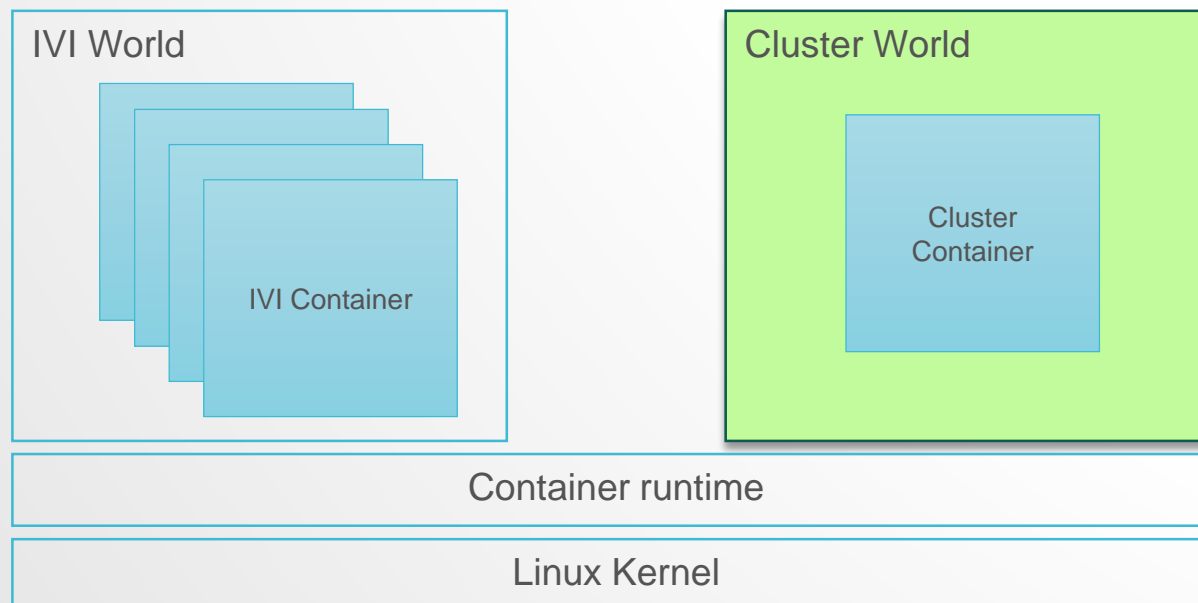 IVI World
Cluster World
IVI Container
Cluster
Container
Container runtime
Linux Kernel